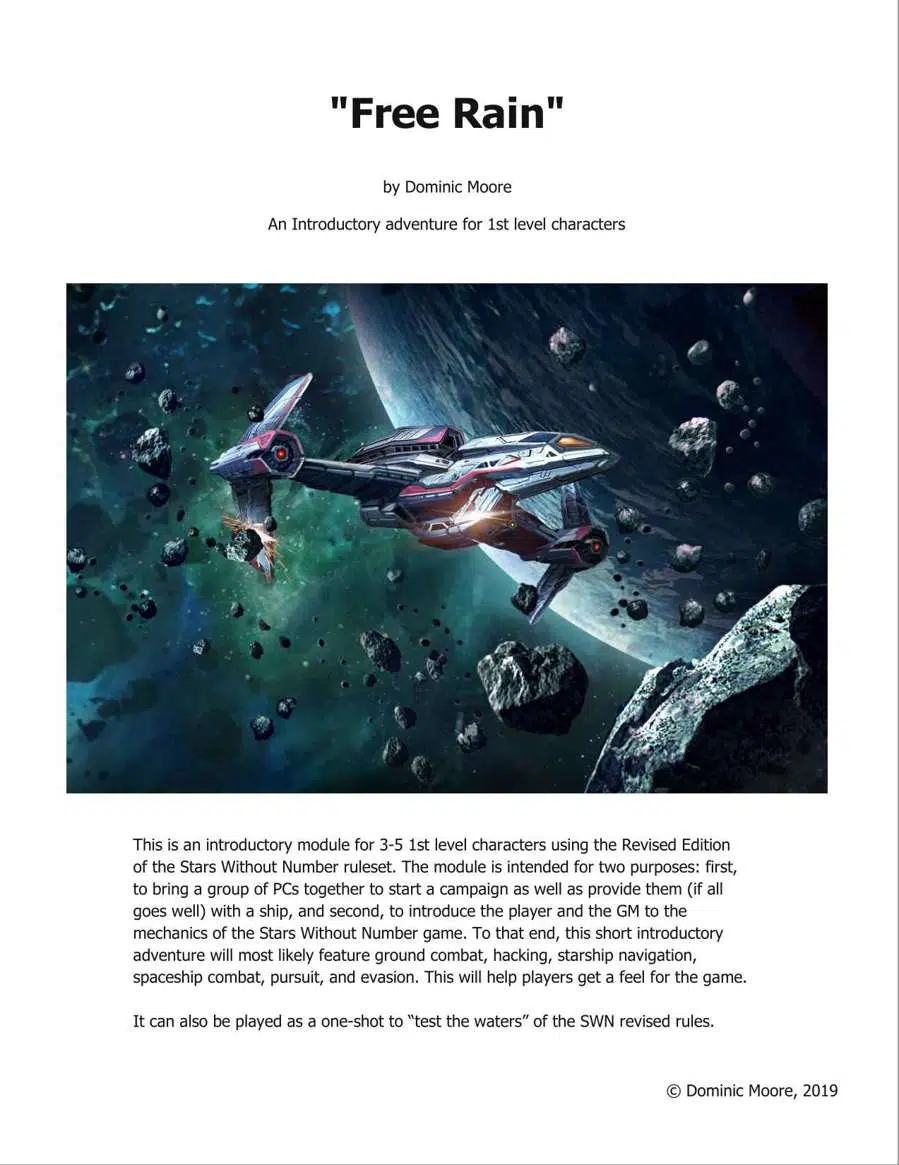 "Free Rain"
by Dominic Moore
An Introductory adventure for 1st level characters
This is an introductory module for 3-5 1st level characters using the Revised Edition
of the Stars Without Number ruleset. The module is intended for two purposes: first,
to bring a group of PCs together to start a campaign as well as provide them (if all
goes well) with a ship, and second, to introduce the player and the GM to the
mechanics of the Stars Without Number game. To that end, this short introductory
adventure will most likely feature ground combat, hacking, starship navigation,
spaceship combat, pursuit, and evasion. This will help players get a feel for the game.
It can also be played as a one-shot to “test the waters” of the SWN revised rules.
© Dominic Moore, 2019